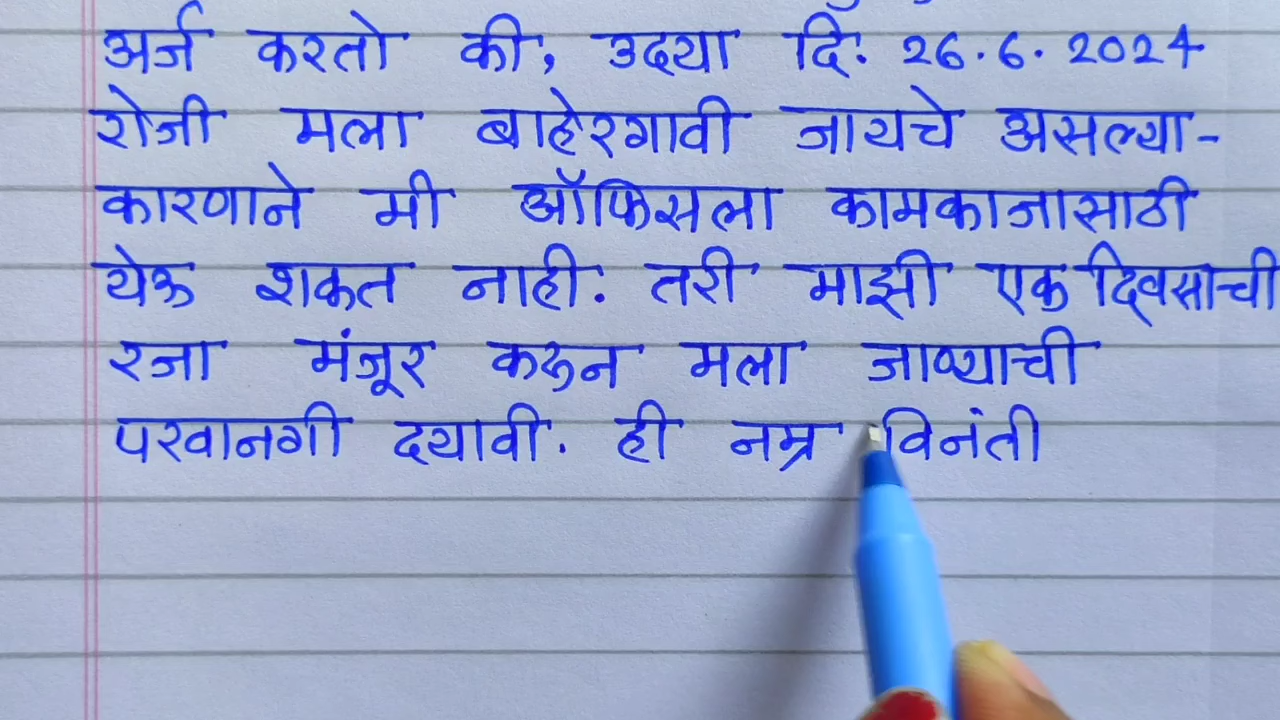 अर्ज करतो की, उदया दि. 26.6.2024
रोजी मला बाहेरगावी जायचे असल्या-
कारणाने मी ऑफिसला कामकाजासाठी
येऊ शकत नाही. तरी माझी एक दिवसाची
रजा मंजूर करून मला जाण्याची
परवानगी दयावी. ही नम्र विनंती